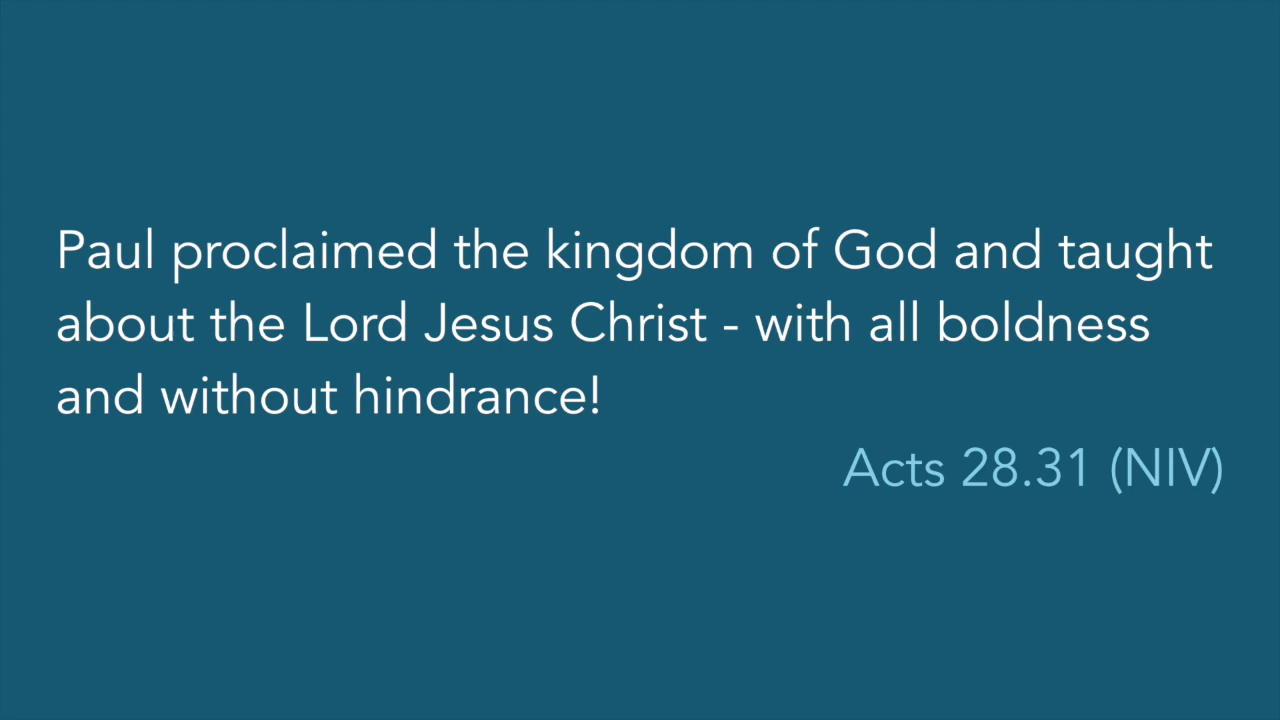 Paul proclaimed the kingdom of God and taught
about the Lord Jesus Christ - with all boldness
and without hindrance!
Acts 28.31 (NIV)